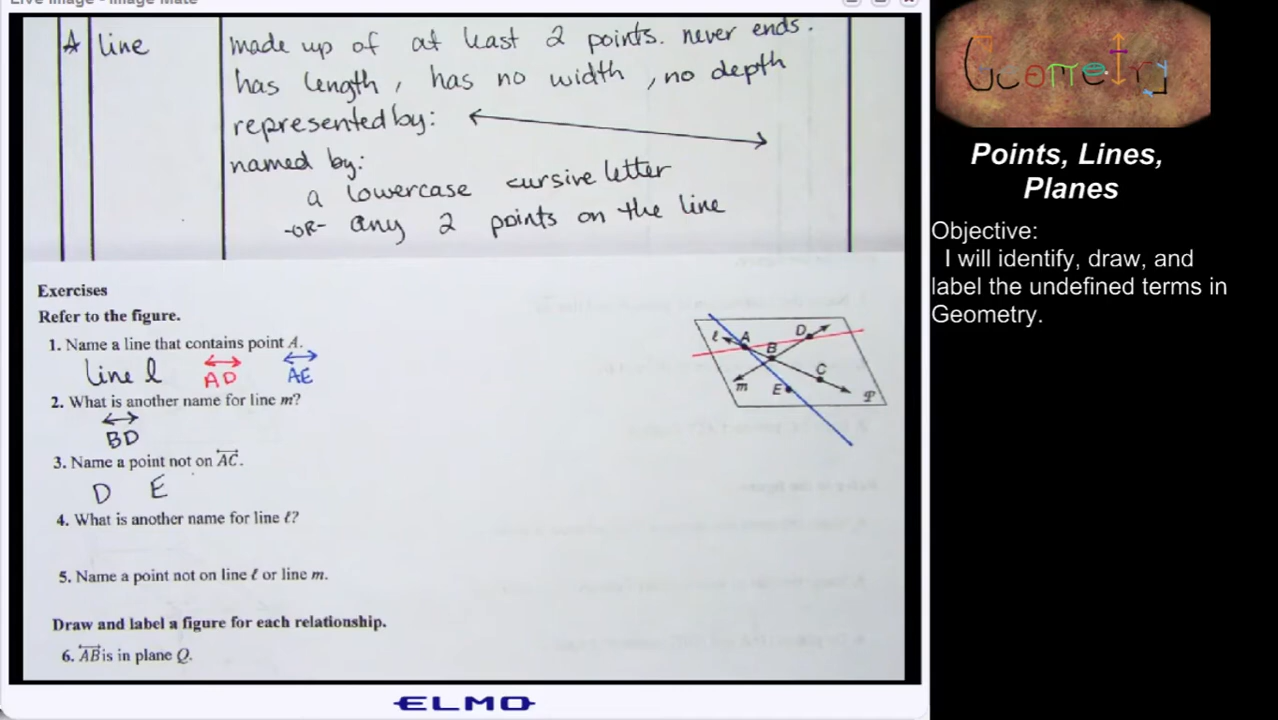 Live Image - Image Mate
A line
made up of at least 2 points. never ends.
has length, has no width, no depth
represented by:
named by:
a lowercase cursive letter
-OR- any 2 points on the line
Exercises
Refer to the figure.
1. Name a line that contains point A.
line l AD AE
2. What is another name for line m?
BD
3. Name a point not on AC.
D E
4. What is another name for line ℓ?
5. Name a point not on line ℓ or line m.
Draw and label a figure for each relationship.
6. AB is in plane Q.
ℓ A D
B
C
m E P
ELMO
Geometry
Points, Lines,
Planes
Objective:
I will identify, draw, and
label the undefined terms in
Geometry.